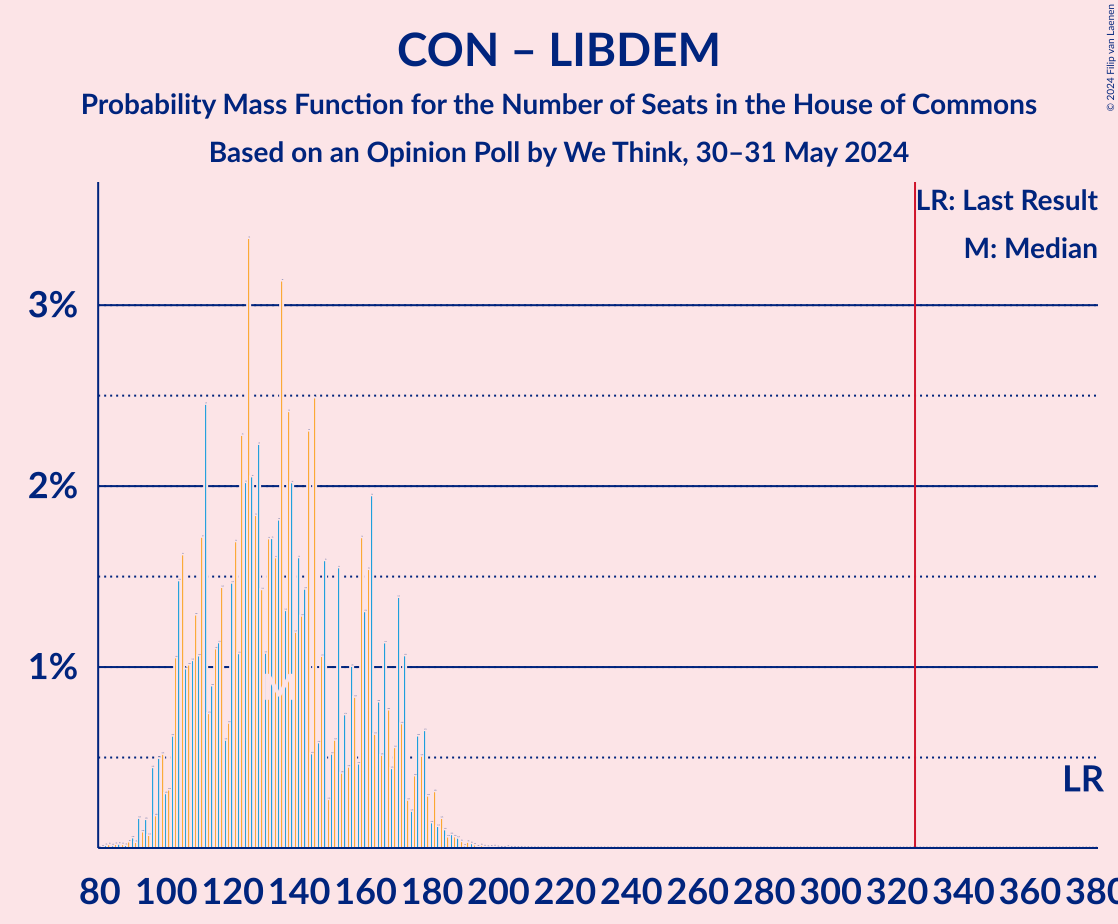 CON – LIBDEM
Probability Mass Function for the Number of Seats in the House of Commons
Based on an Opinion Poll by We Think, 30–31 May 2024
© 2024 Filip van Laenen
LR: Last Result
M: Median
3%
2%
1%
LR
M
80 100 120 140 160 180 200 220 240 260 280 300 320 340 360 380